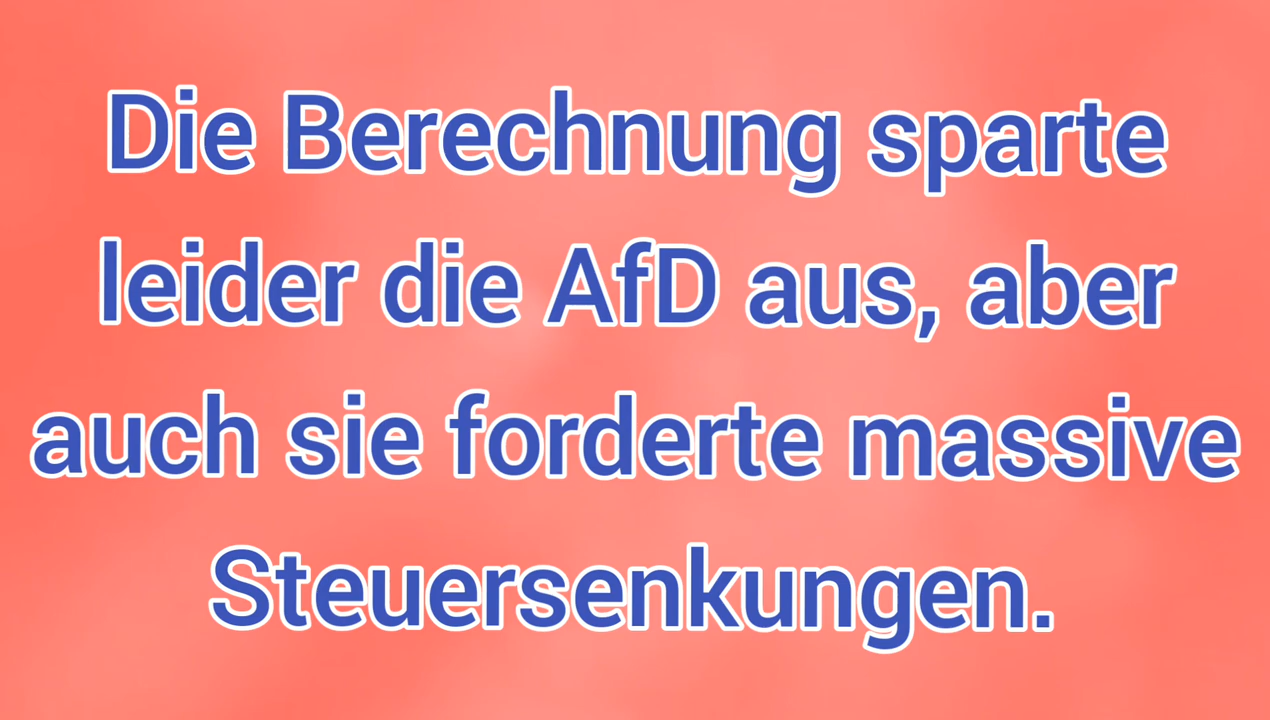 Die Berechnung sparte
leider die AfD aus, aber
auch sie forderte massive
Steuersenkungen.